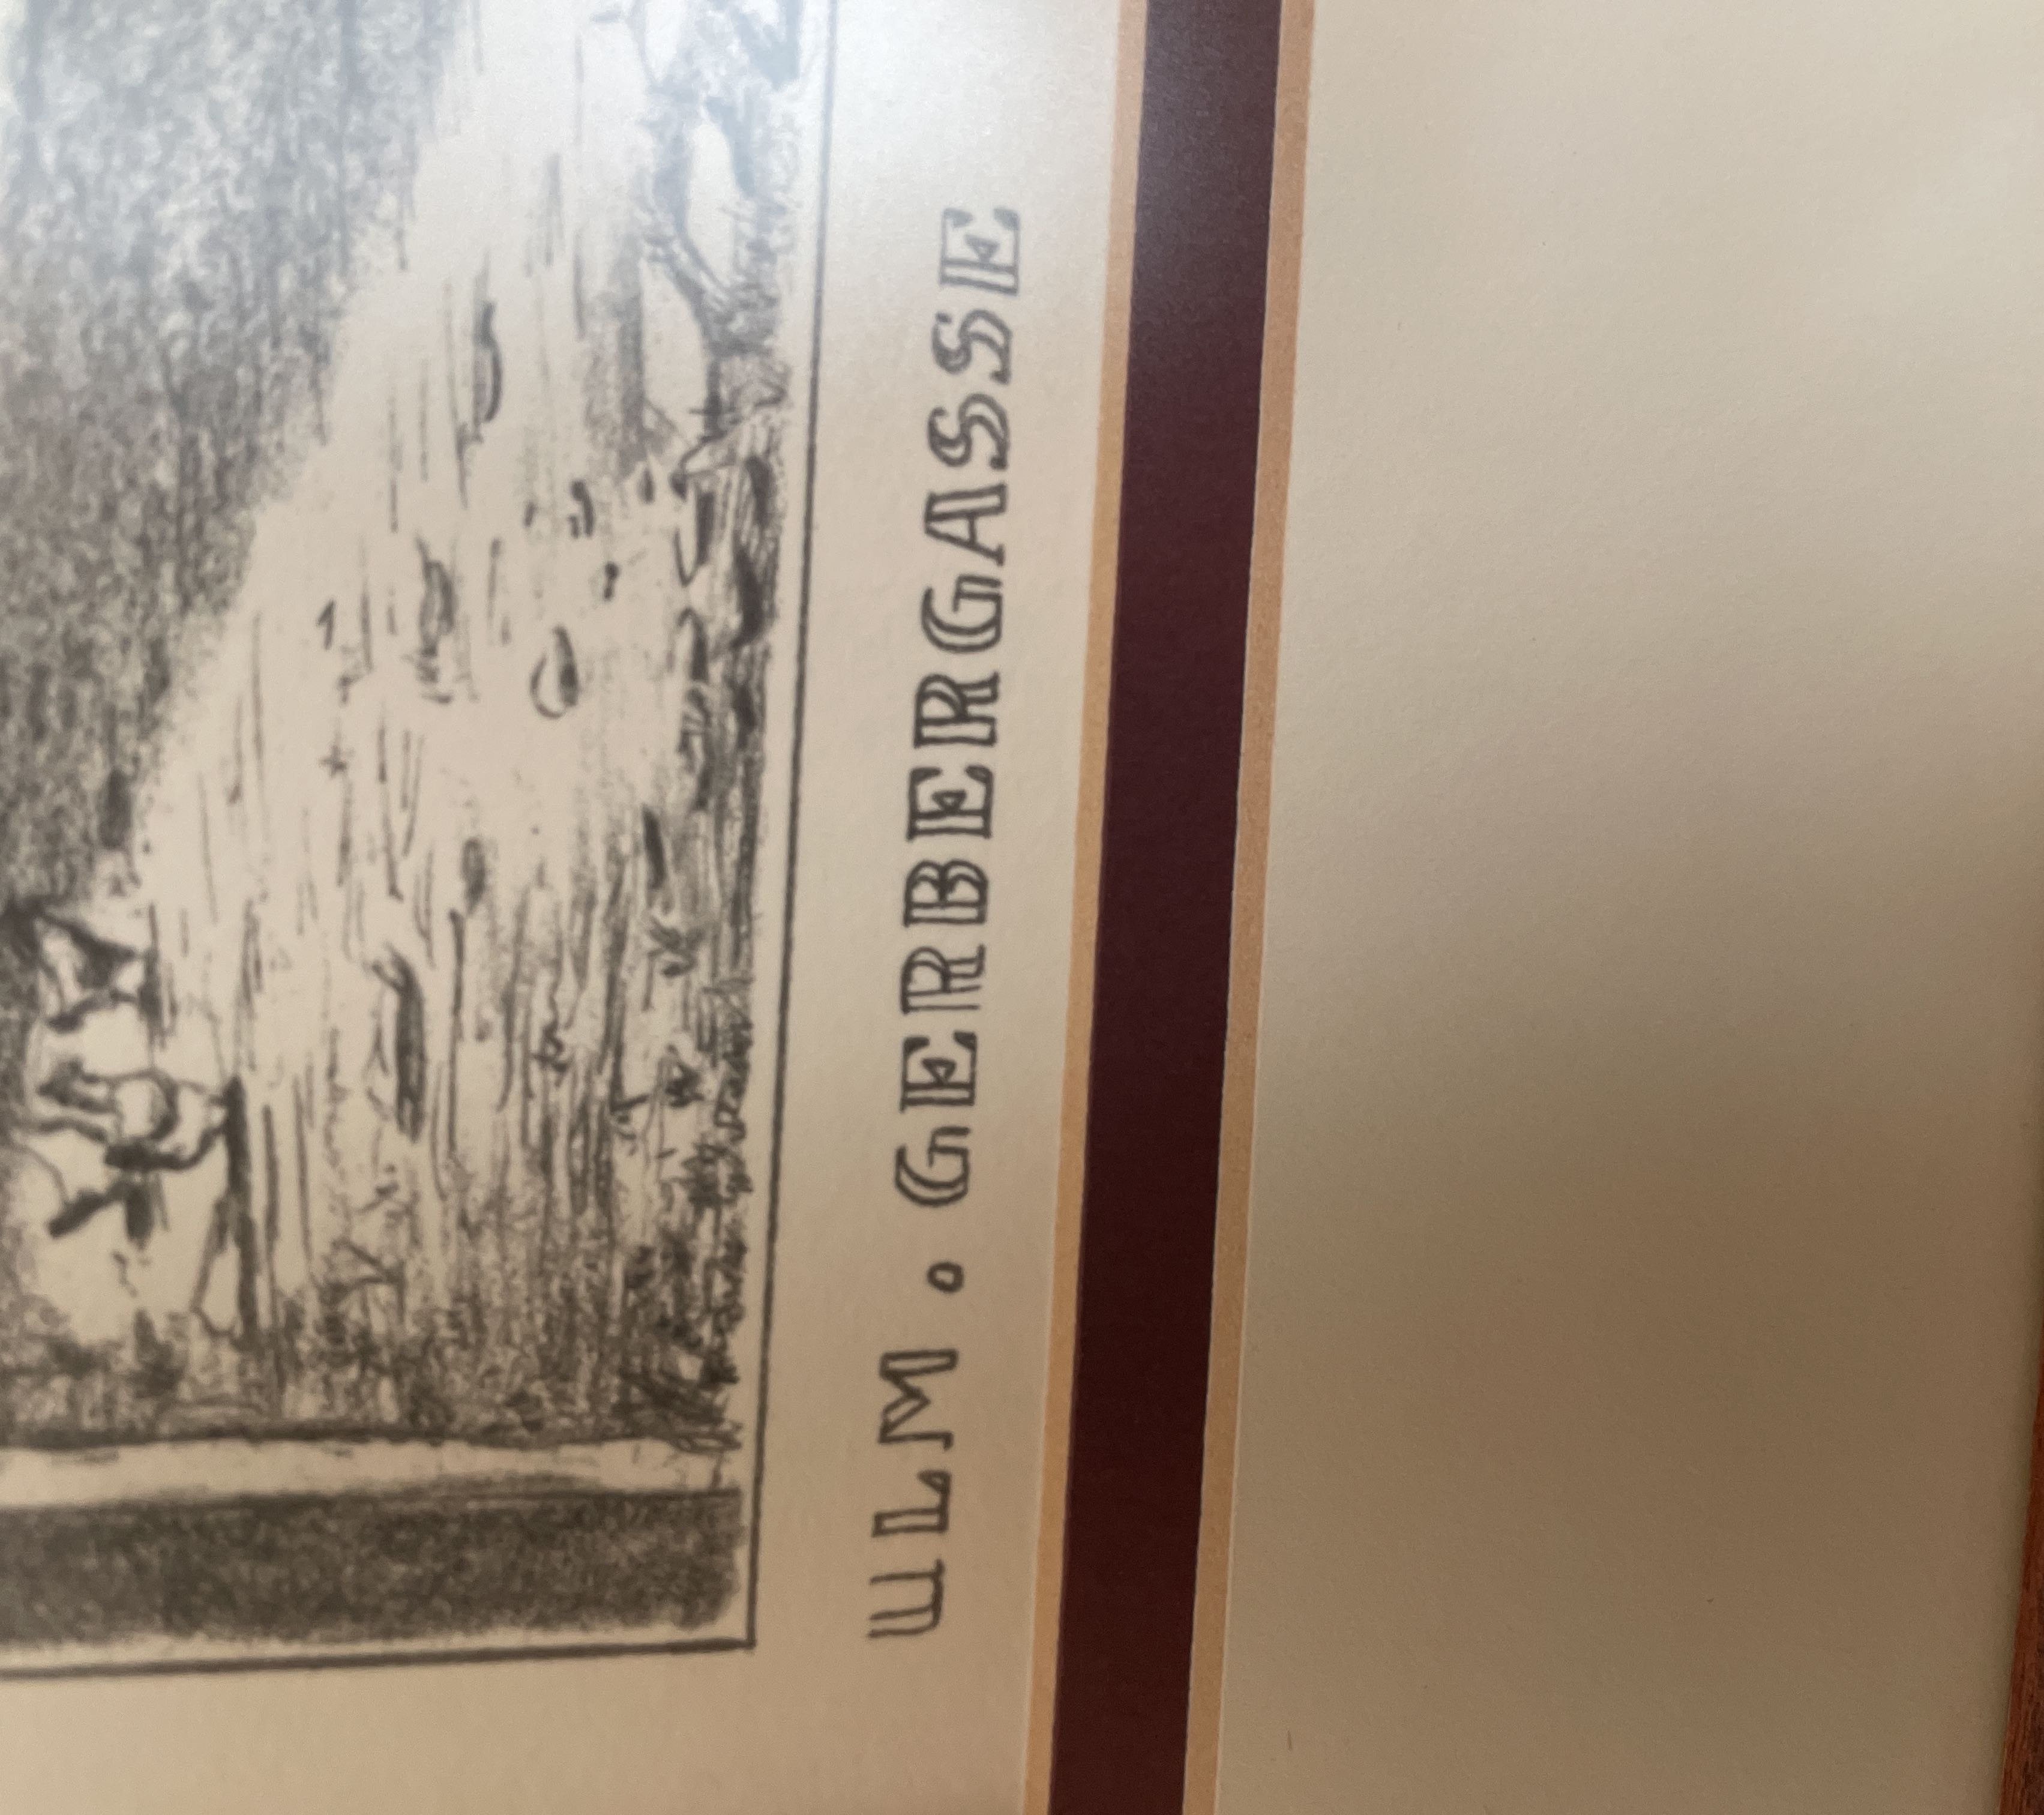 ULM . GERBERGASSE